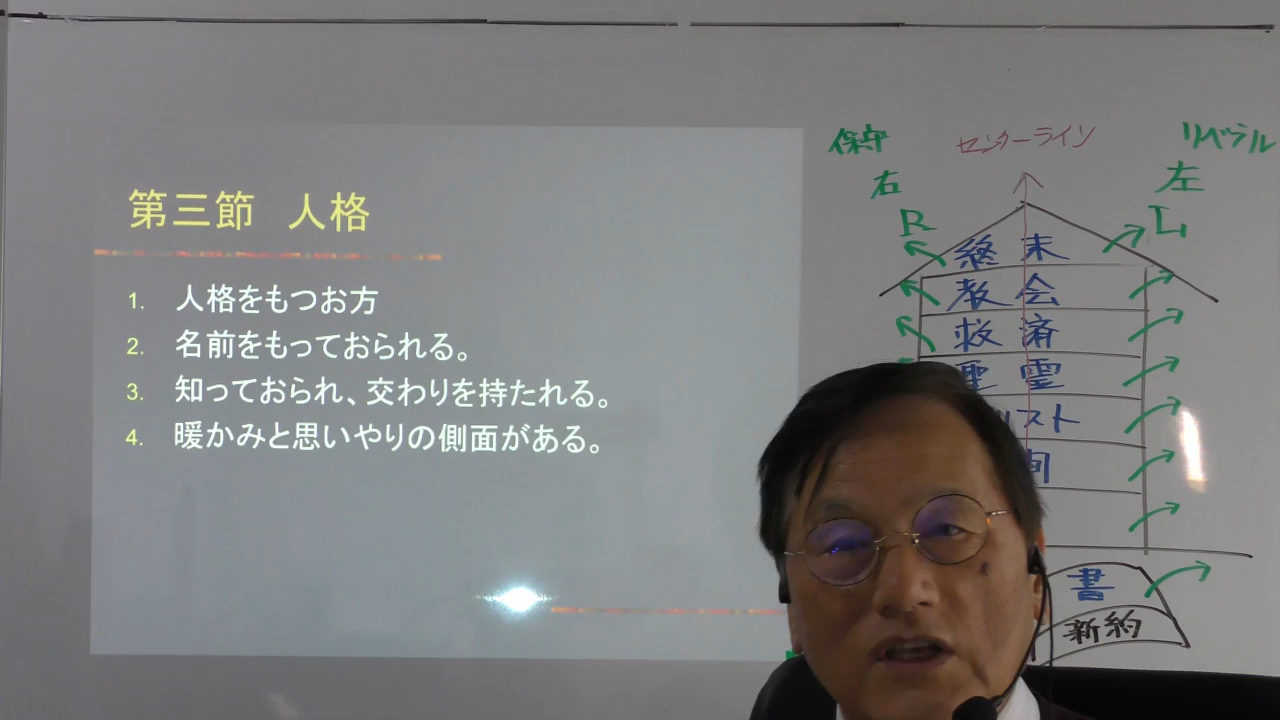 第三節 人格
1. 人格をもつお方
2. 名前をもっておられる。
3. 知っておられ、交わりを持たれる。
4. 暖かみと思いやりの側面がある。
保守 センターライン リベラル
右 左
R L
終末
教会
救済
聖霊
リスト
書
新約